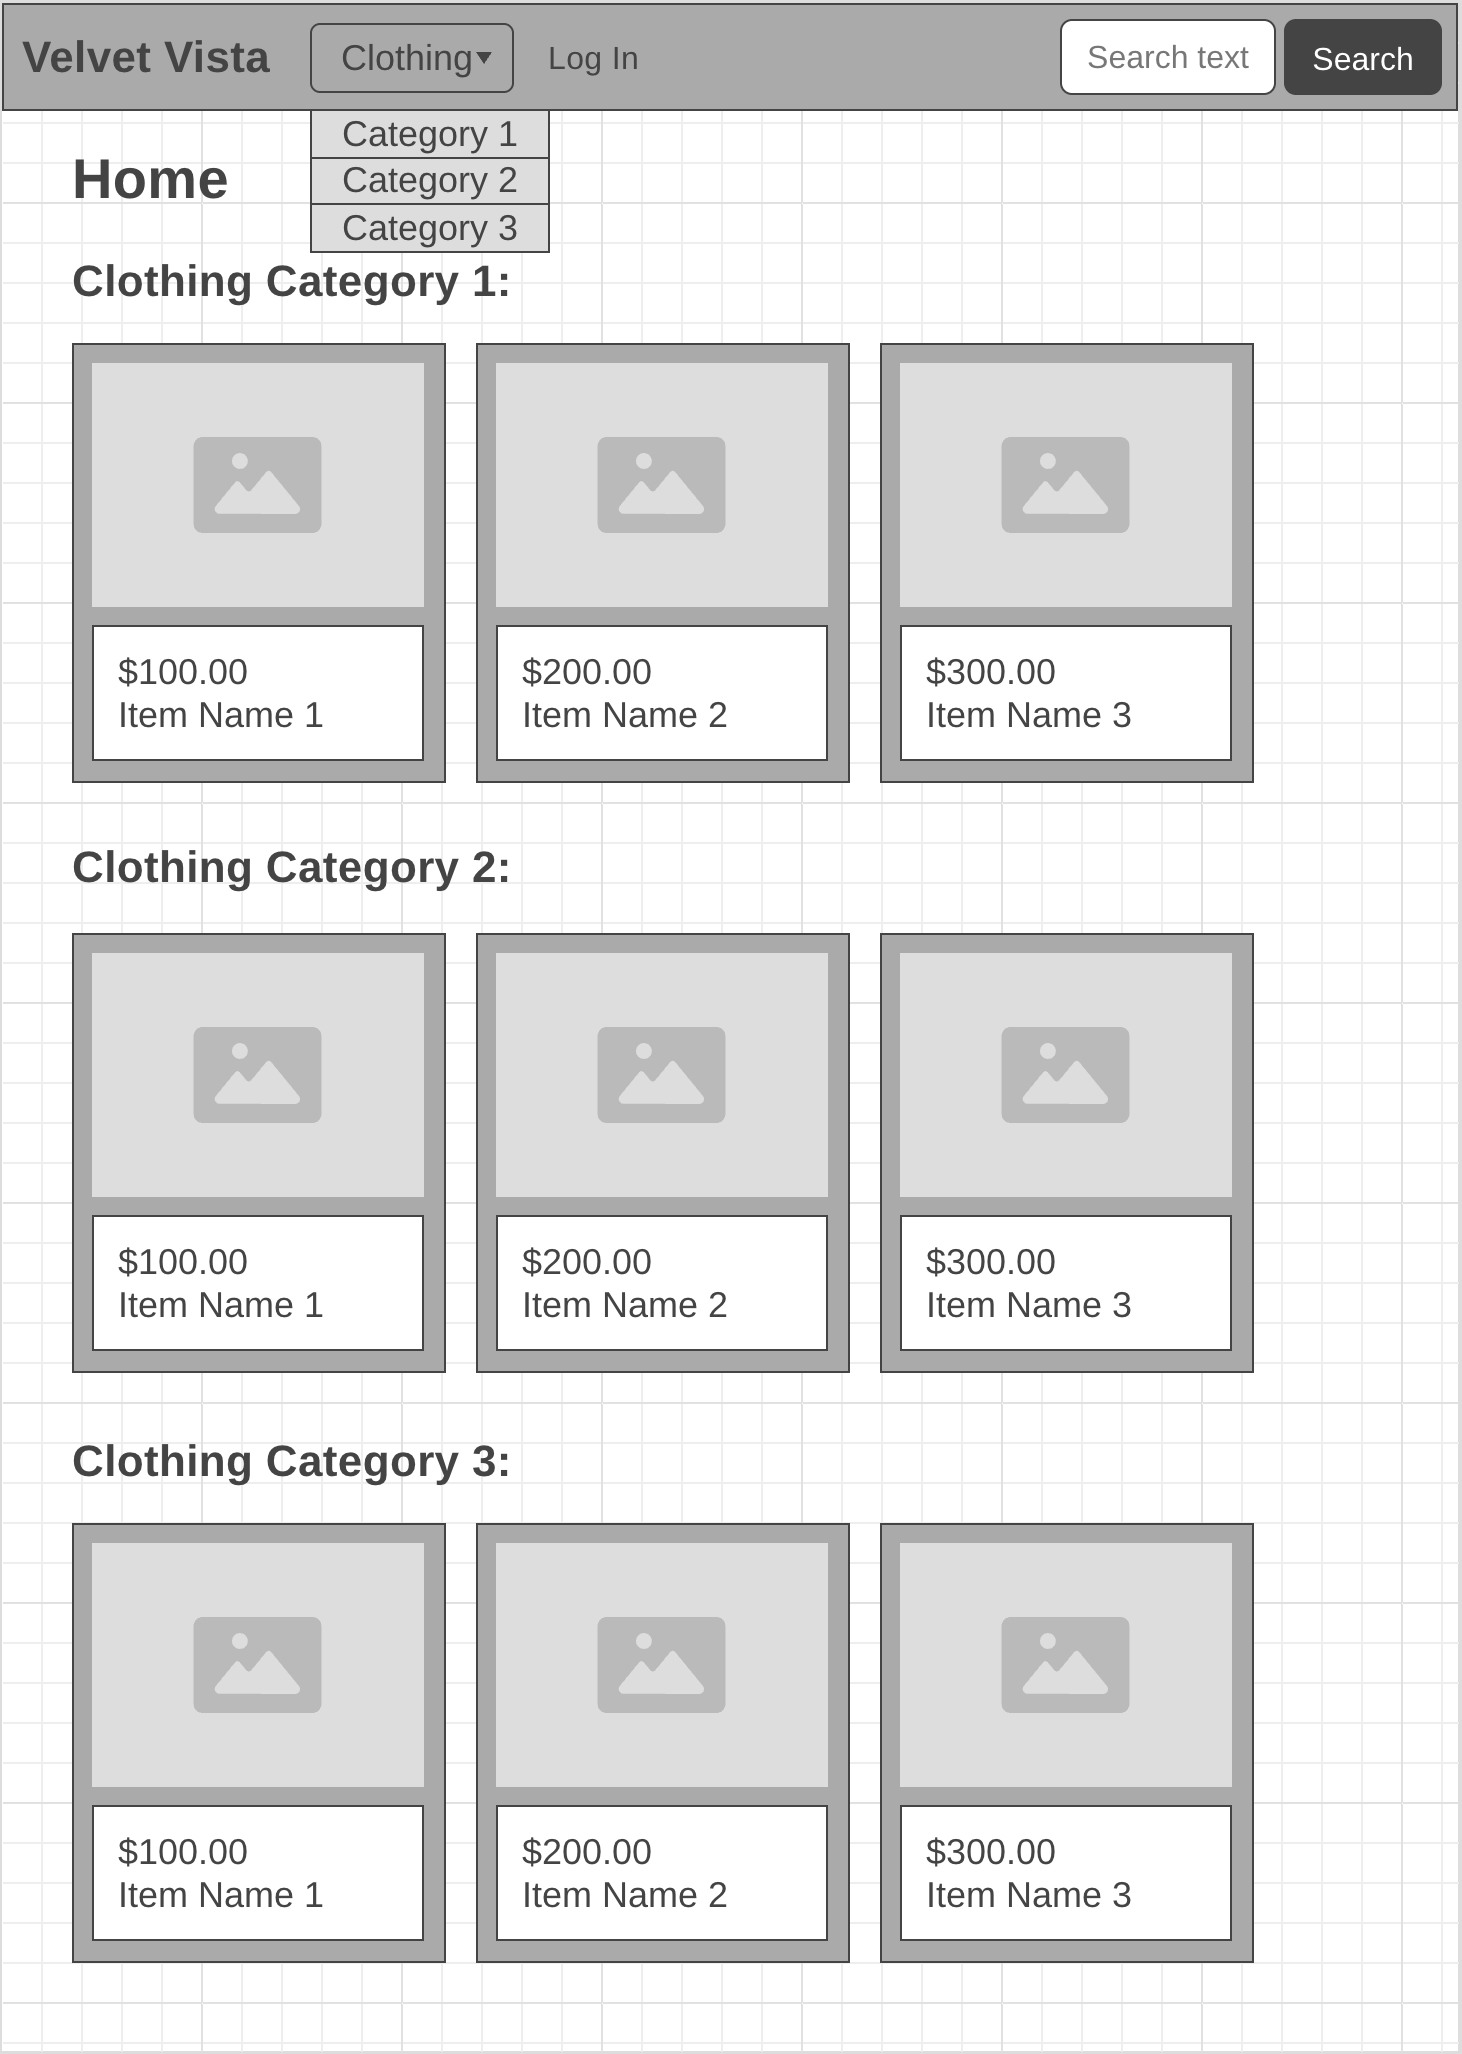 Velvet Vista Clothing Log In Search text Search
Category 1
Category 2
Category 3
Home
Clothing Category 1:
$100.00
Item Name 1
$200.00
Item Name 2
$300.00
Item Name 3
Clothing Category 2:
$100.00
Item Name 1
$200.00
Item Name 2
$300.00
Item Name 3
Clothing Category 3:
$100.00
Item Name 1
$200.00
Item Name 2
$300.00
Item Name 3